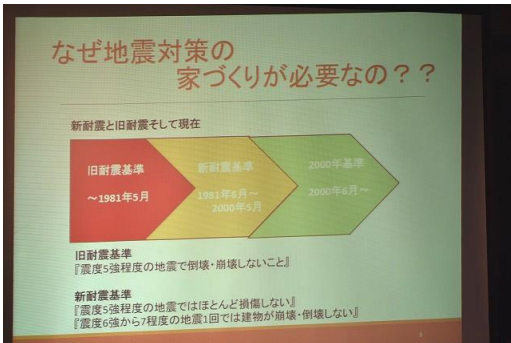 なぜ地震対策の
家づくりが必要なの？？
新耐震と旧耐震そして現在
旧耐震基準
～1981年5月
新耐震基準
1981年6月～
2000年5月
2000年基準
2000年6月～
旧耐震基準
『震度5強程度の地震で倒壊・崩壊しないこと』
新耐震基準
『震度5強程度の地震ではほとんど損傷しない』
『震度6強から7程度の地震1回では建物が崩壊・倒壊しない』